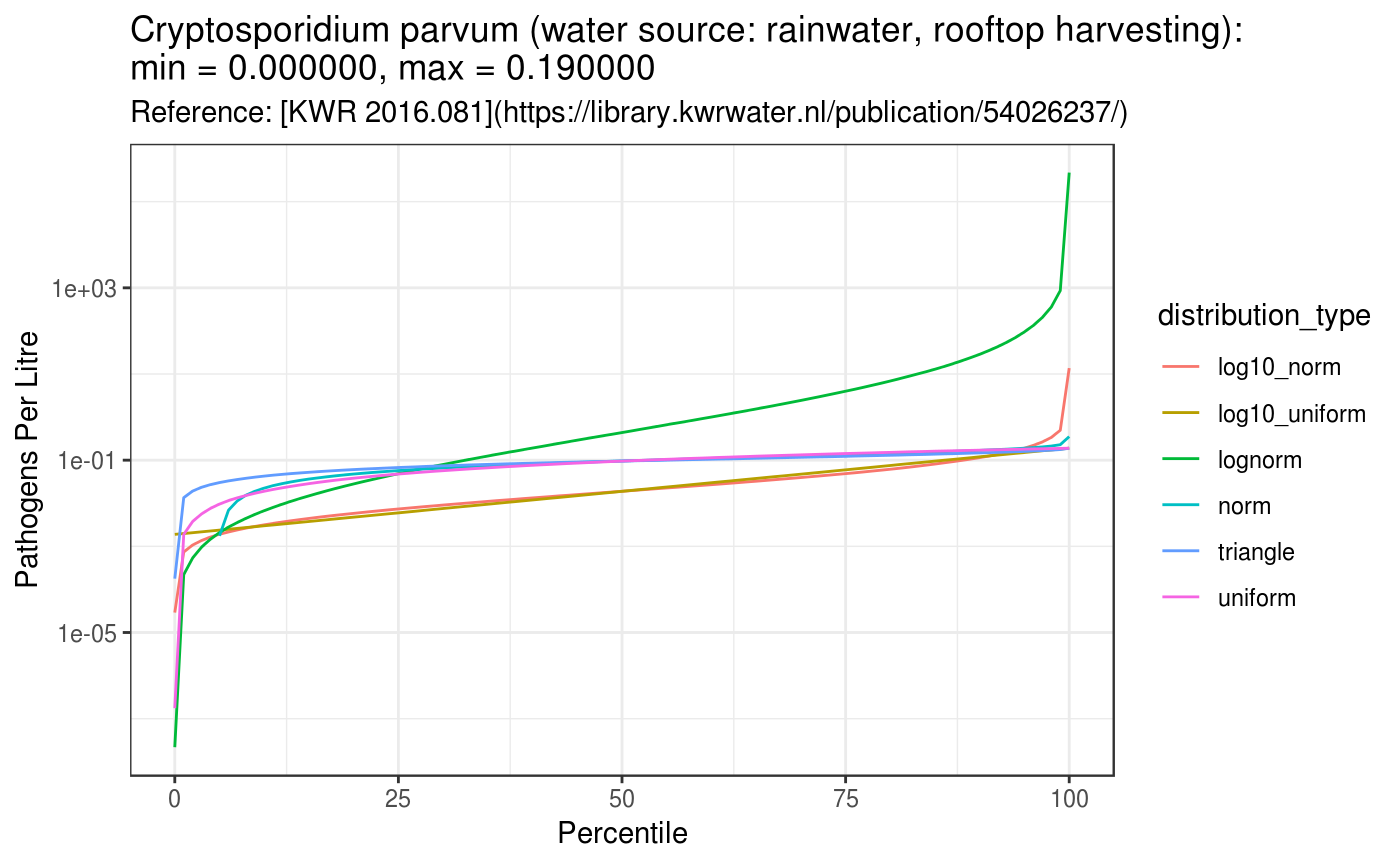 Cryptosporidium parvum (water source: rainwater, rooftop harvesting):
min = 0.000000, max = 0.190000
Reference: [KWR 2016.081](https://library.kwrwater.nl/publication/54026237/)
Pathogens Per Litre
1e+03
1e-01
1e-05
0 25 50 75 100
Percentile
distribution_type
log10_norm
log10_uniform
lognorm
norm
triangle
uniform